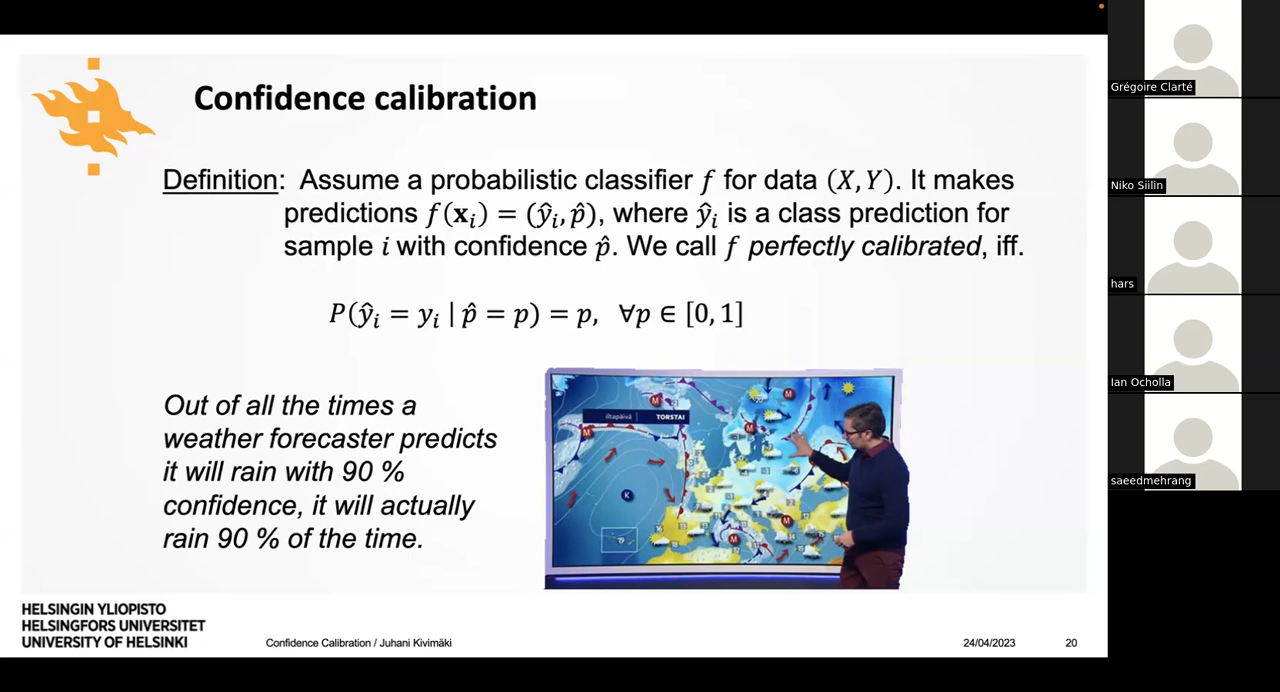 Confidence calibration
Definition: Assume a probabilistic classifier f for data (X, Y). It makes
predictions f(𝐱ᵢ) = (ŷᵢ, p̂), where ŷᵢ is a class prediction for
sample i with confidence p̂. We call f perfectly calibrated, iff.
P(ŷᵢ = yᵢ | p̂ = p) = p, ∀p ∈ [0, 1]
Out of all the times a
weather forecaster predicts
it will rain with 90 %
confidence, it will actually
rain 90 % of the time.
iltapäivä TORSTAI
M
M
M
M
K
M
M
HELSINGIN YLIOPISTO
HELSINGFORS UNIVERSITET
UNIVERSITY OF HELSINKI
Confidence Calibration / Juhani Kivimäki
24/04/2023
20
Grégoire Clarté
Niko Siilin
hars
Ian Ocholla
saeedmehrang